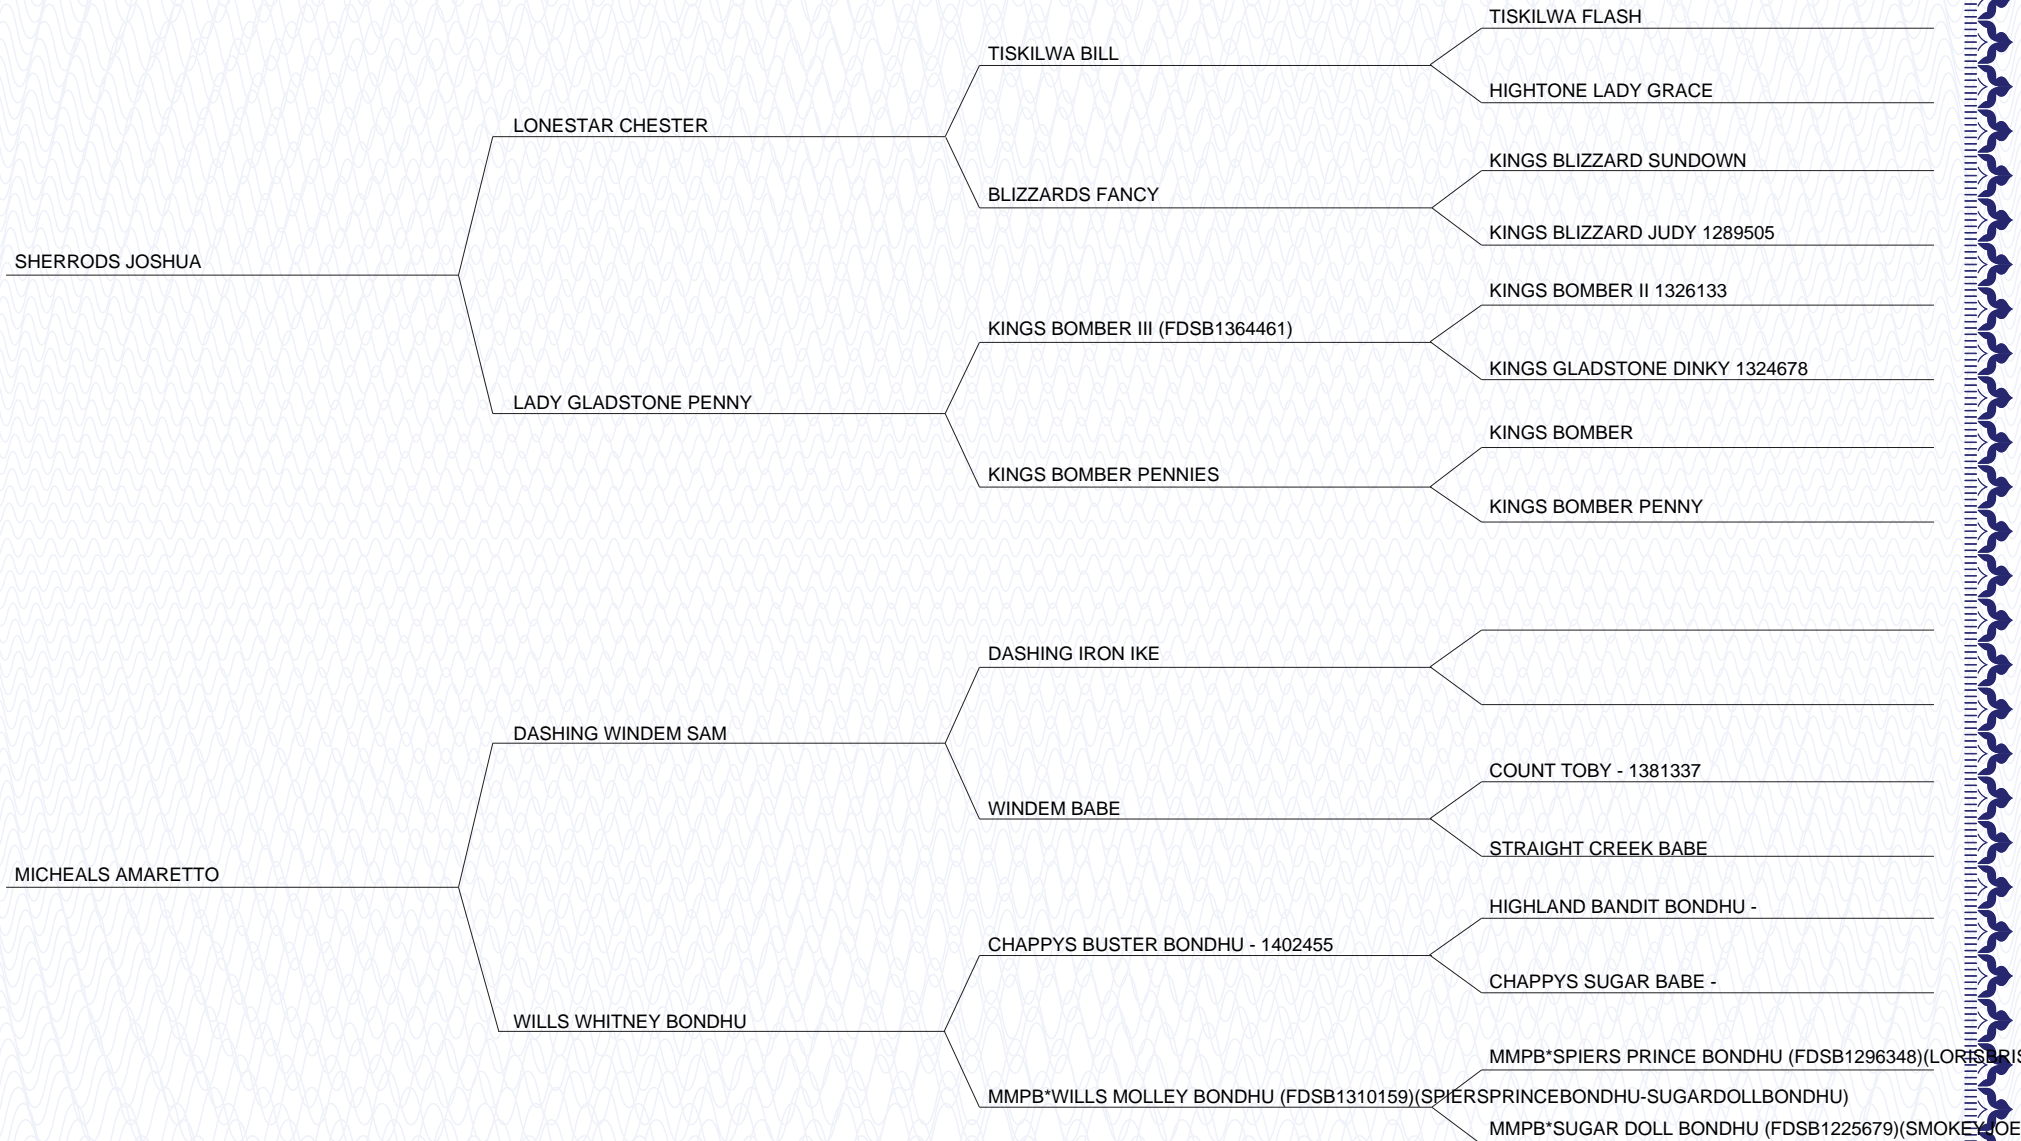 TISKILWA FLASH
TISKILWA BILL
HIGHTONE LADY GRACE
LONESTAR CHESTER
KINGS BLIZZARD SUNDOWN
BLIZZARDS FANCY
KINGS BLIZZARD JUDY 1289505
SHERRODS JOSHUA
KINGS BOMBER II 1326133
KINGS BOMBER III (FDSB1364461)
KINGS GLADSTONE DINKY 1324678
LADY GLADSTONE PENNY
KINGS BOMBER
KINGS BOMBER PENNIES
KINGS BOMBER PENNY
DASHING IRON IKE
DASHING WINDEM SAM
COUNT TOBY - 1381337
WINDEM BABE
STRAIGHT CREEK BABE
MICHEALS AMARETTO
HIGHLAND BANDIT BONDHU -
CHAPPYS BUSTER BONDHU - 1402455
CHAPPYS SUGAR BABE -
WILLS WHITNEY BONDHU
MMPB*SPIERS PRINCE BONDHU (FDSB1296348)(LORISBRIS
MMPB*WILLS MOLLEY BONDHU (FDSB1310159)(SPIERSPRINCEBONDHU-SUGARDOLLBONDHU)
MMPB*SUGAR DOLL BONDHU (FDSB1225679)(SMOKEYJOE